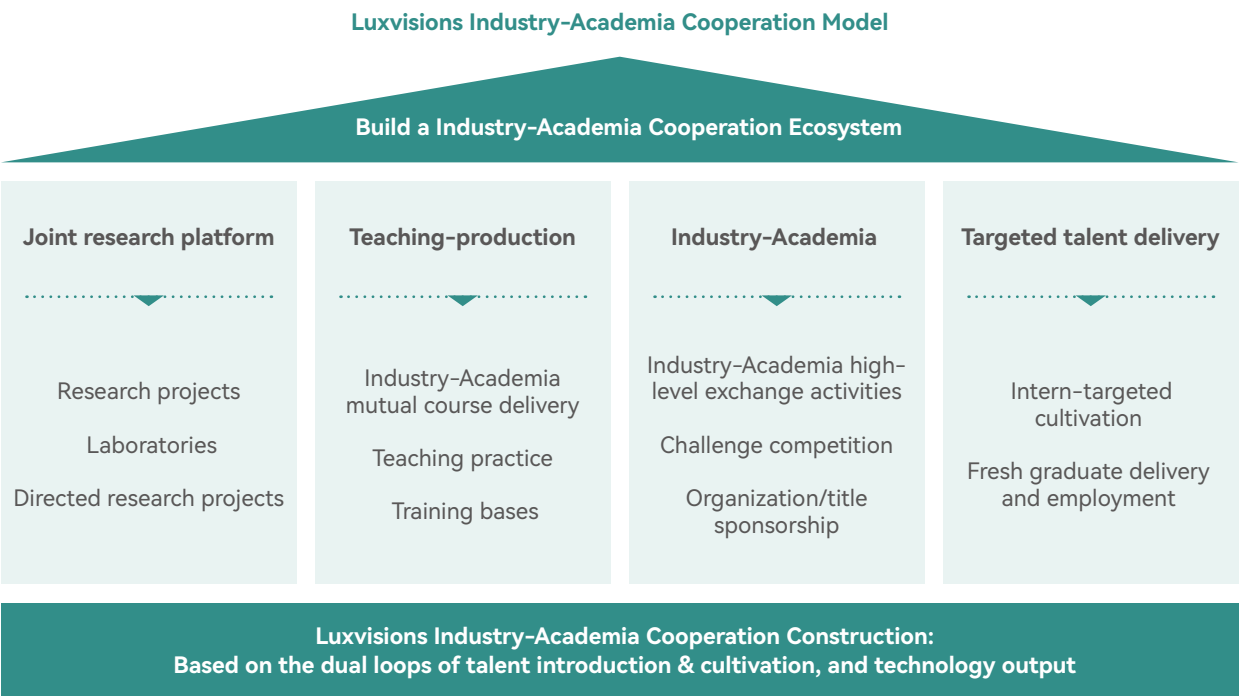 Luxvisions Industry-Academia Cooperation Model
Build a Industry-Academia Cooperation Ecosystem
Joint research platform
Research projects
Laboratories
Directed research projects
Teaching-production
Industry-Academia
mutual course delivery
Teaching practice
Training bases
Industry-Academia
Industry-Academia high-
level exchange activities
Challenge competition
Organization/title
sponsorship
Targeted talent delivery
Intern-targeted
cultivation
Fresh graduate delivery
and employment
Luxvisions Industry-Academia Cooperation Construction:
Based on the dual loops of talent introduction & cultivation, and technology output